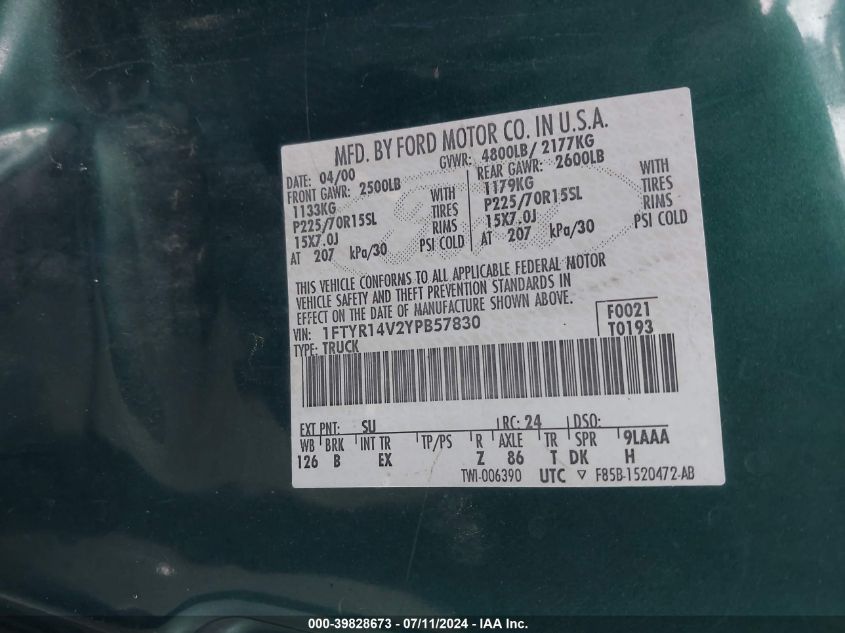 MFD. BY FORD MOTOR CO. IN U.S.A.
DATE: 04/00 GVWR: 4800LB/ 2177KG
FRONT GAWR: 2500LB REAR GAWR: 2600LB
1133KG WITH 1179KG WITH
P225/70R15SL TIRES P225/70R15SL TIRES
15X7.0J RIMS 15X7.0J RIMS
AT 207 kPa/30 PSI COLD AT 207 kPa/30 PSI COLD
THIS VEHICLE CONFORMS TO ALL APPLICABLE FEDERAL MOTOR
VEHICLE SAFETY AND THEFT PREVENTION STANDARDS IN
EFFECT ON THE DATE OF MANUFACTURE SHOWN ABOVE.
VIN: 1FTYR14V2YPB57830 F0021
TYPE: TRUCK T0193
EXT PNT: SU RC: 24 DSO:
WB BRK INT TR TP/PS R AXLE TR SPR 9LAAA
126 B EX Z 86 T DK H
TWI-006390 UTC ▽ F85B-1520472-AB
000-39828673 - 07/11/2024 - IAA Inc.